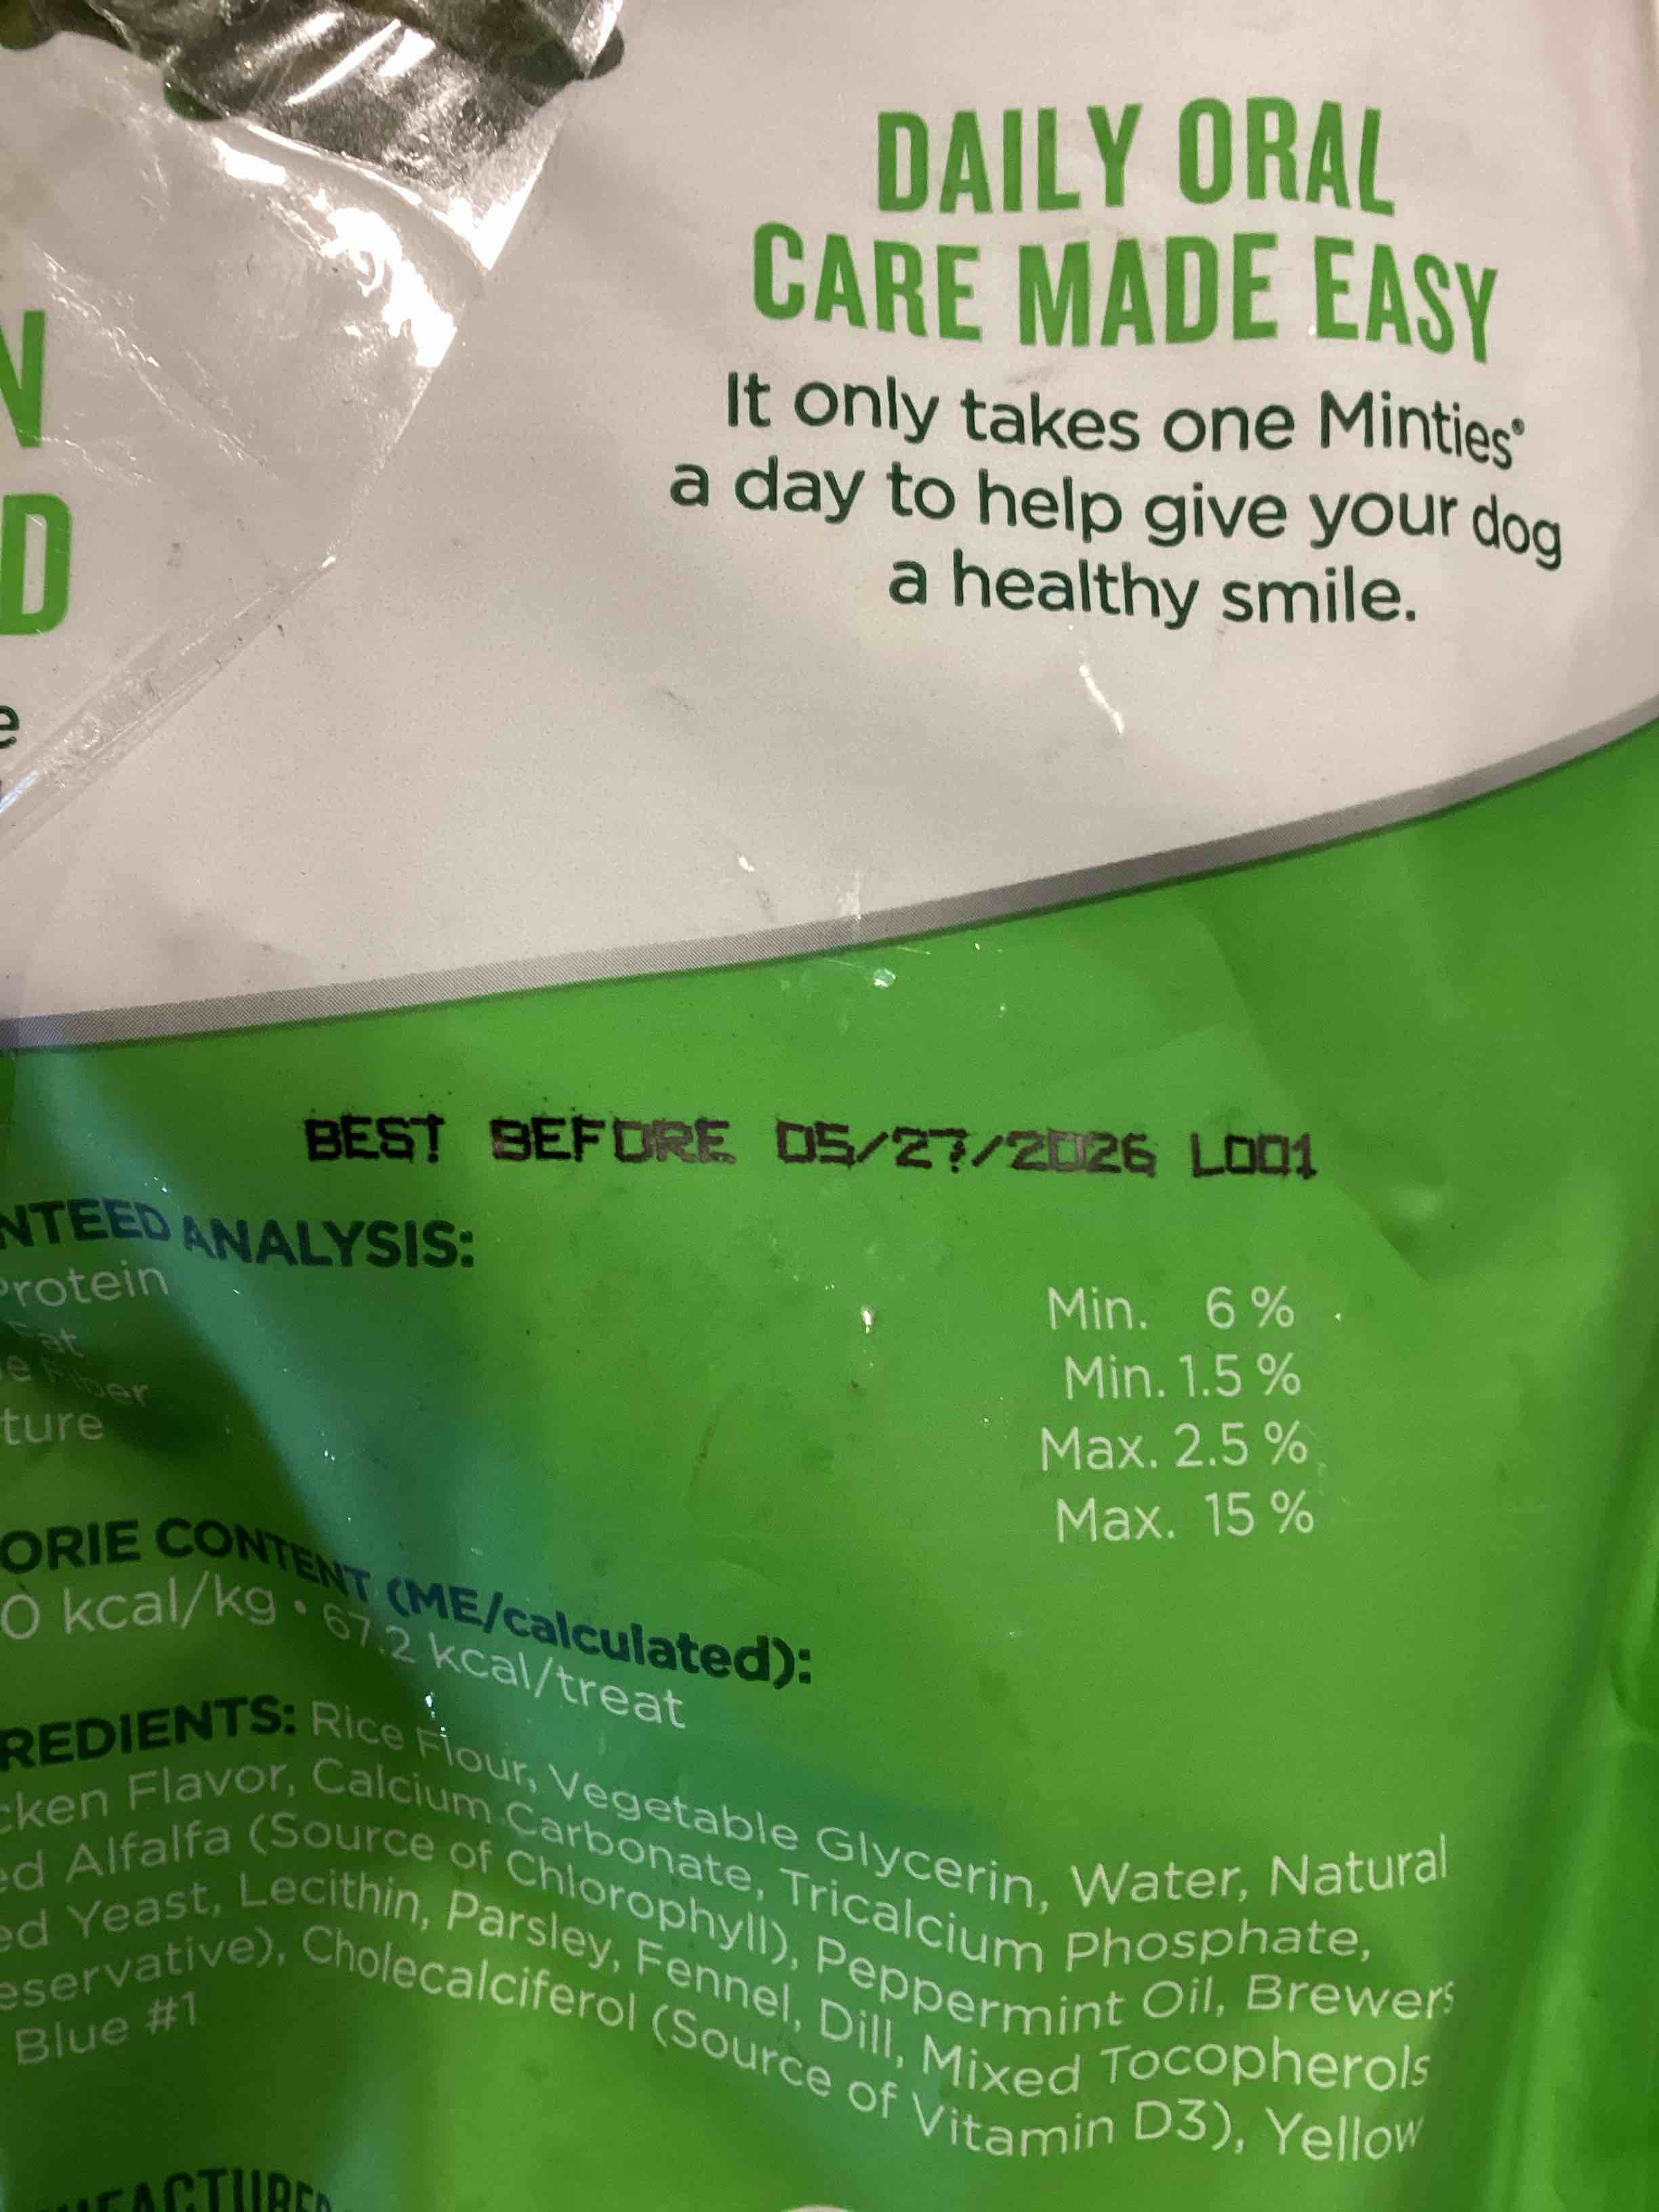 DAILY ORAL
CARE MADE EASY
It only takes one Minties®
a day to help give your dog
a healthy smile.
N
D
e
BEST BEFORE 05/27/2026 L001
NTEED ANALYSIS:
Protein Min. 6 %
Fat Min. 1.5 %
e Fiber Max. 2.5 %
ture Max. 15 %
ORIE CONTENT (ME/calculated):
0 kcal/kg • 67.2 kcal/treat
REDIENTS: Rice Flour, Vegetable Glycerin, Water, Natural
cken Flavor, Calcium Carbonate, Tricalcium Phosphate,
ed Alfalfa (Source of Chlorophyll), Peppermint Oil, Brewers
ed Yeast, Lecithin, Parsley, Fennel, Dill, Mixed Tocopherols
eservative), Cholecalciferol (Source of Vitamin D3), Yellow
Blue #1